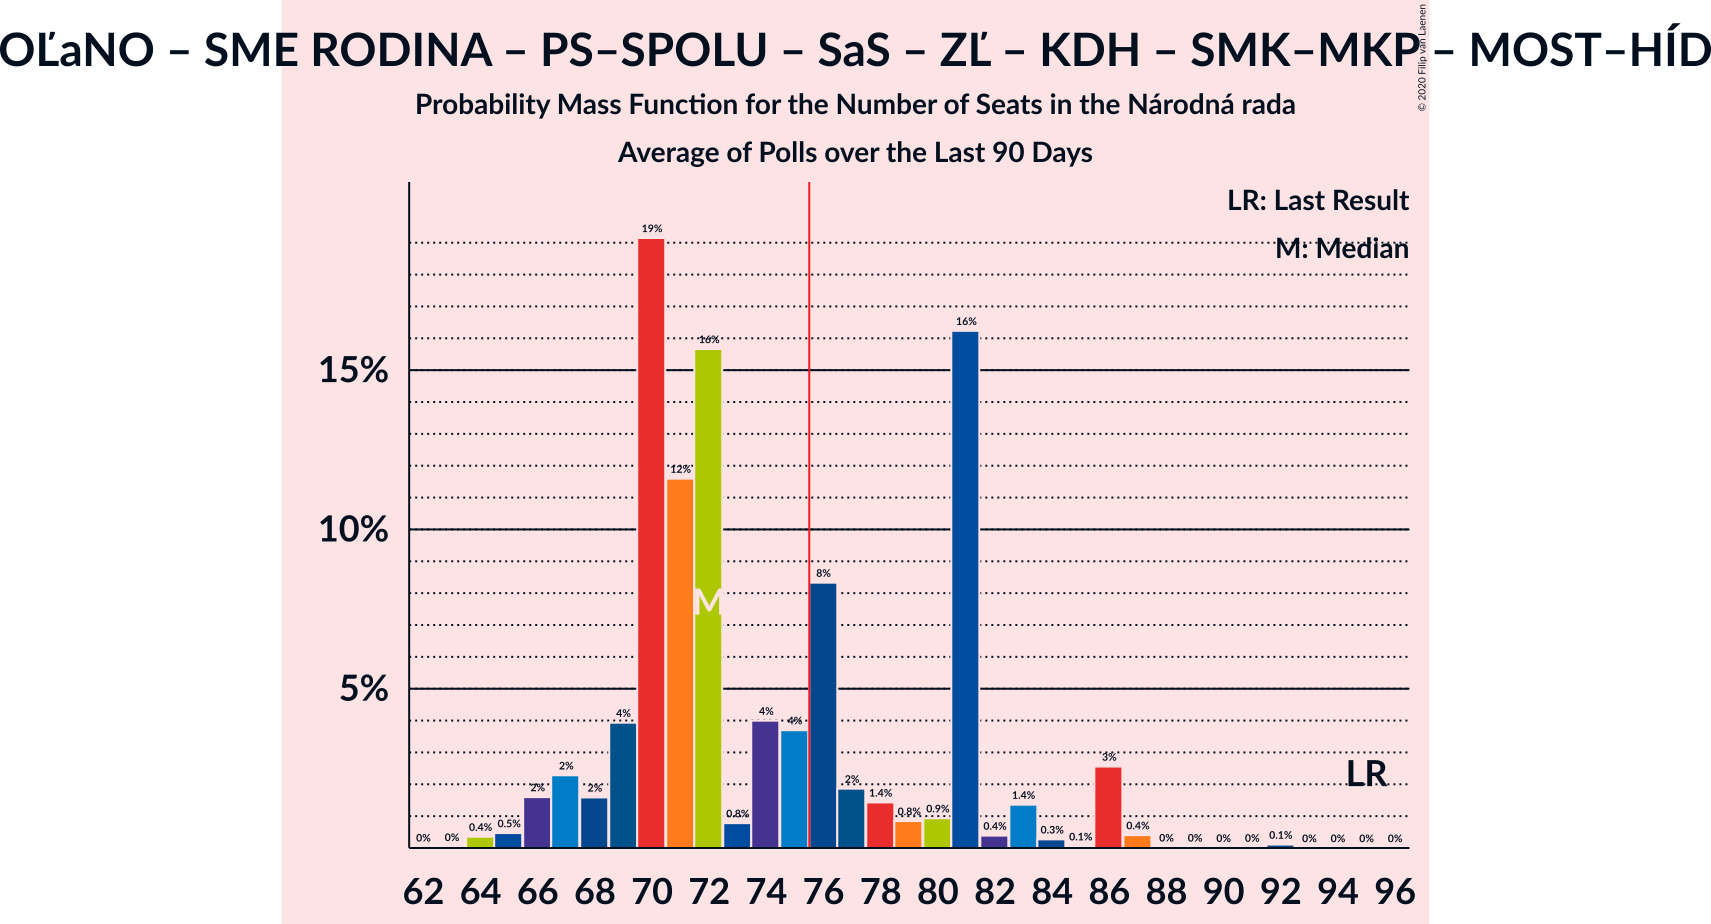 OĽaNO – SME RODINA – PS–SPOLU – SaS – ZĽ – KDH – SMK–MKP – MOST–HÍD
© 2020 Filip van Laenen
Probability Mass Function for the Number of Seats in the Národná rada
Average of Polls over the Last 90 Days
LR: Last Result
M: Median
19%
16%
16%
15%
12%
10%
8%
M
5%
4%
4%
4%
3%
LR
2%
2%
2%
2%
1.4%
1.4%
0.8%
0.8%
0.9%
0.5%
0.4%
0.4%
0.4%
0.3%
0.1%
0.1%
0% 0% 0% 0% 0% 0% 0% 0% 0% 0%
62 64 66 68 70 72 74 76 78 80 82 84 86 88 90 92 94 96